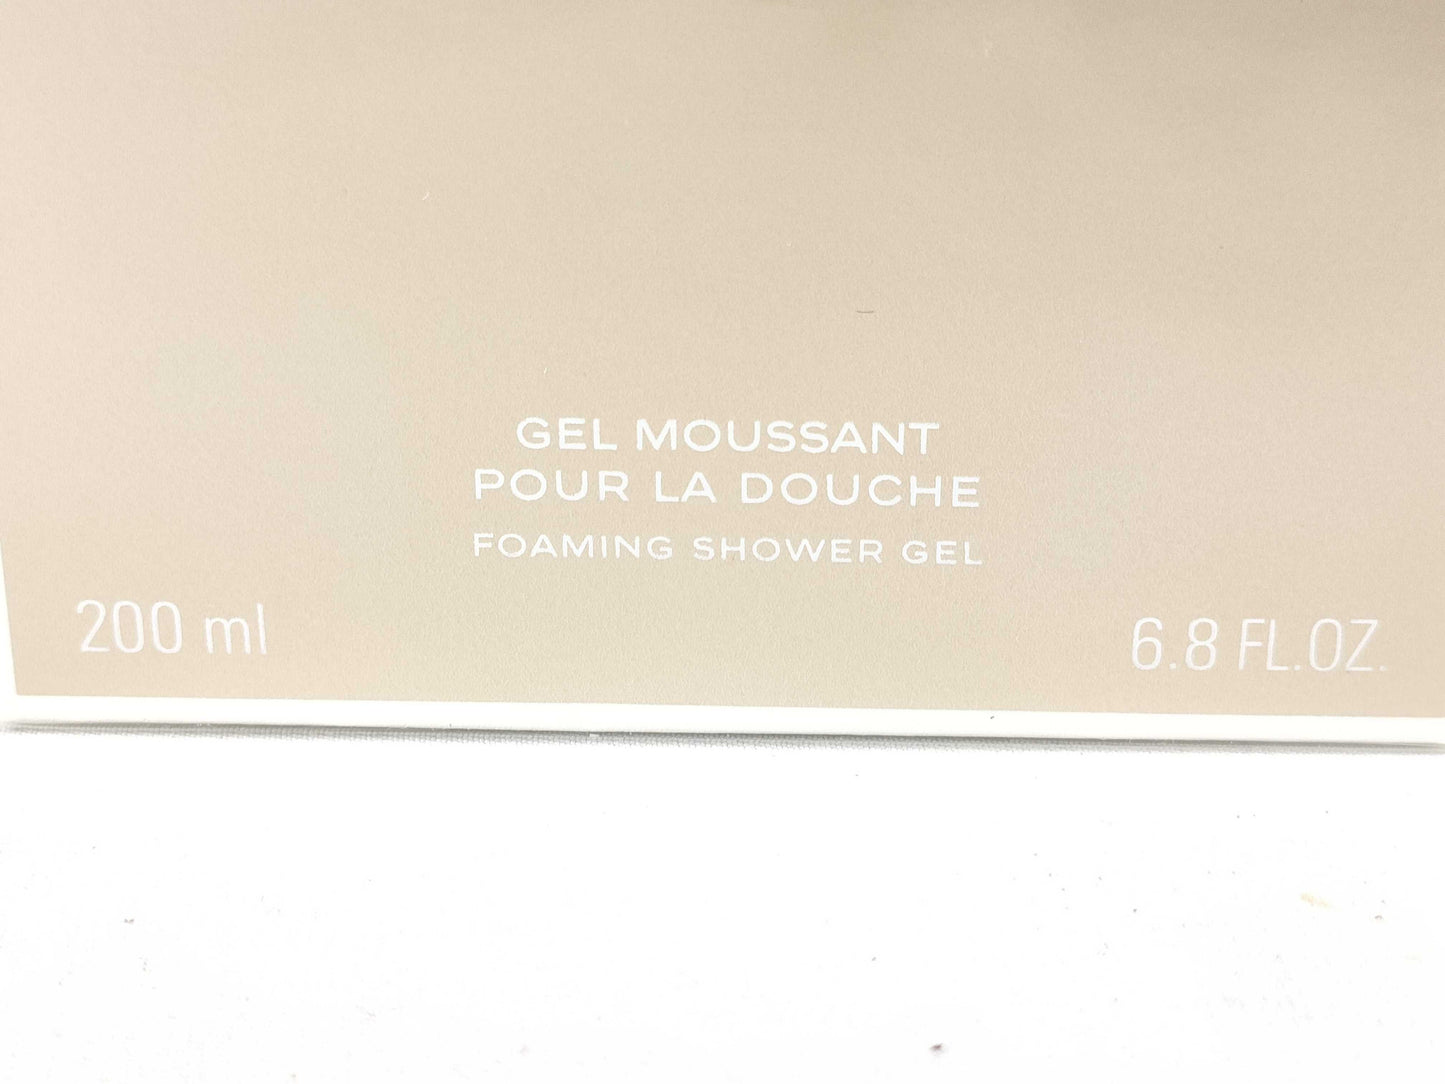 GEL MOUSSANT
POUR LA DOUCHE
FOAMING SHOWER GEL
200 ml
6.8 FL.OZ.